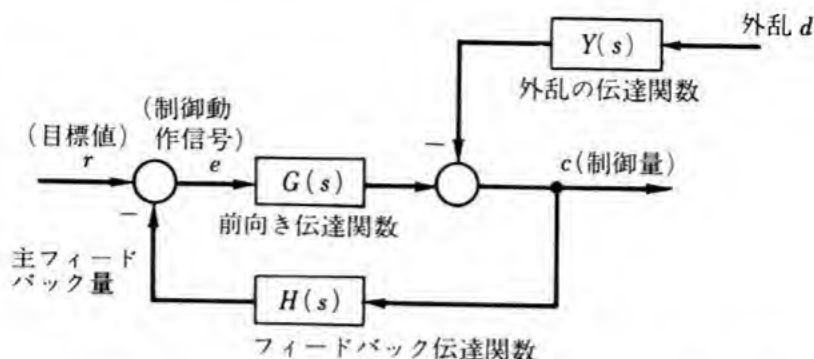 外乱 d
Y(s)
外乱の伝達関数
(制御動
作信号)
(目標値)
r
e
G(s)
前向き伝達関数
c(制御量)
−
−
主フィード
バック量
H(s)
フィードバック伝達関数